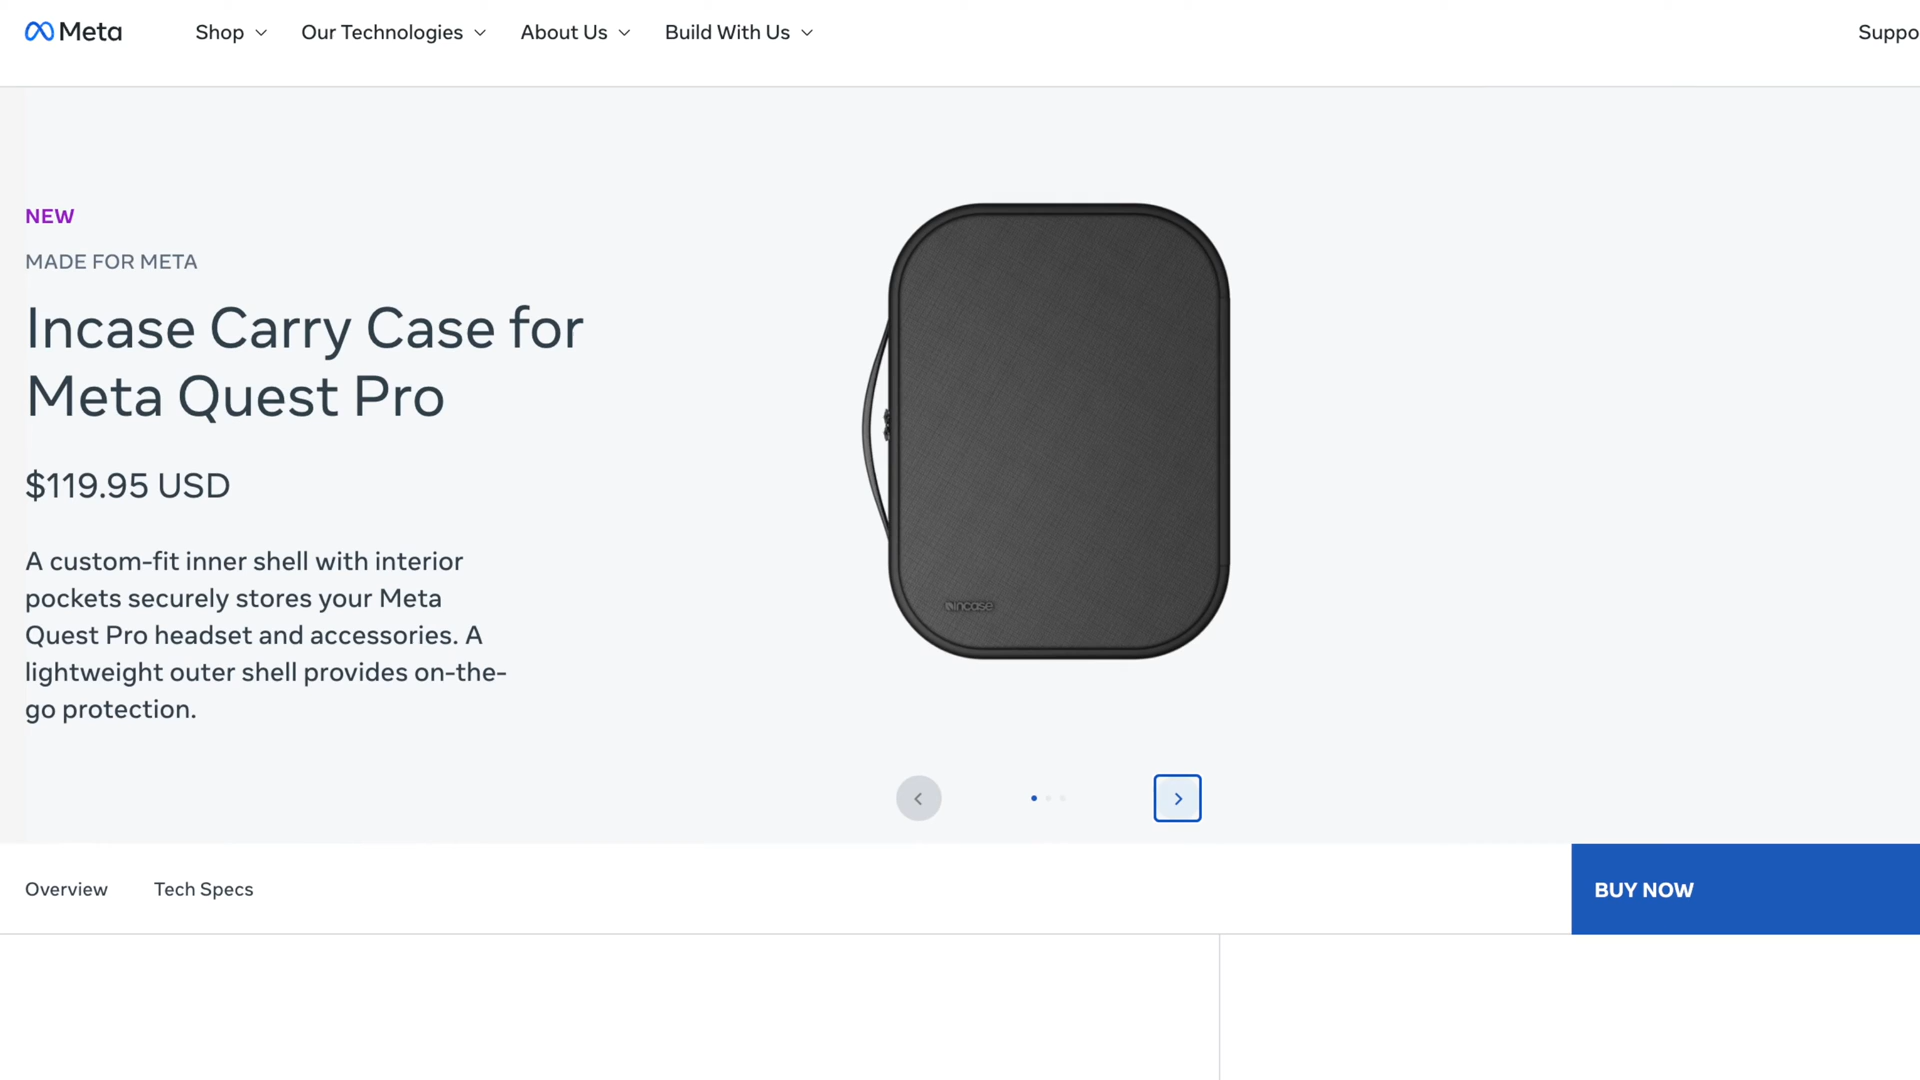 Meta
Shop
Our Technologies
About Us
Build With Us
Suppo
NEW
MADE FOR META
Incase Carry Case for
Meta Quest Pro
$119.95 USD
A custom-fit inner shell with interior
pockets securely stores your Meta
Quest Pro headset and accessories. A
lightweight outer shell provides on-the-
go protection.
incase
Overview
Tech Specs
BUY NOW